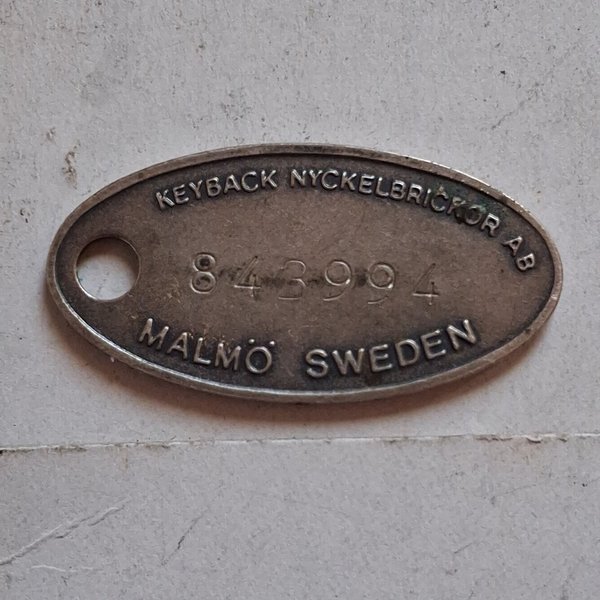 KEYBACK NYCKELBRICKOR AB
843994
MALMÖ SWEDEN